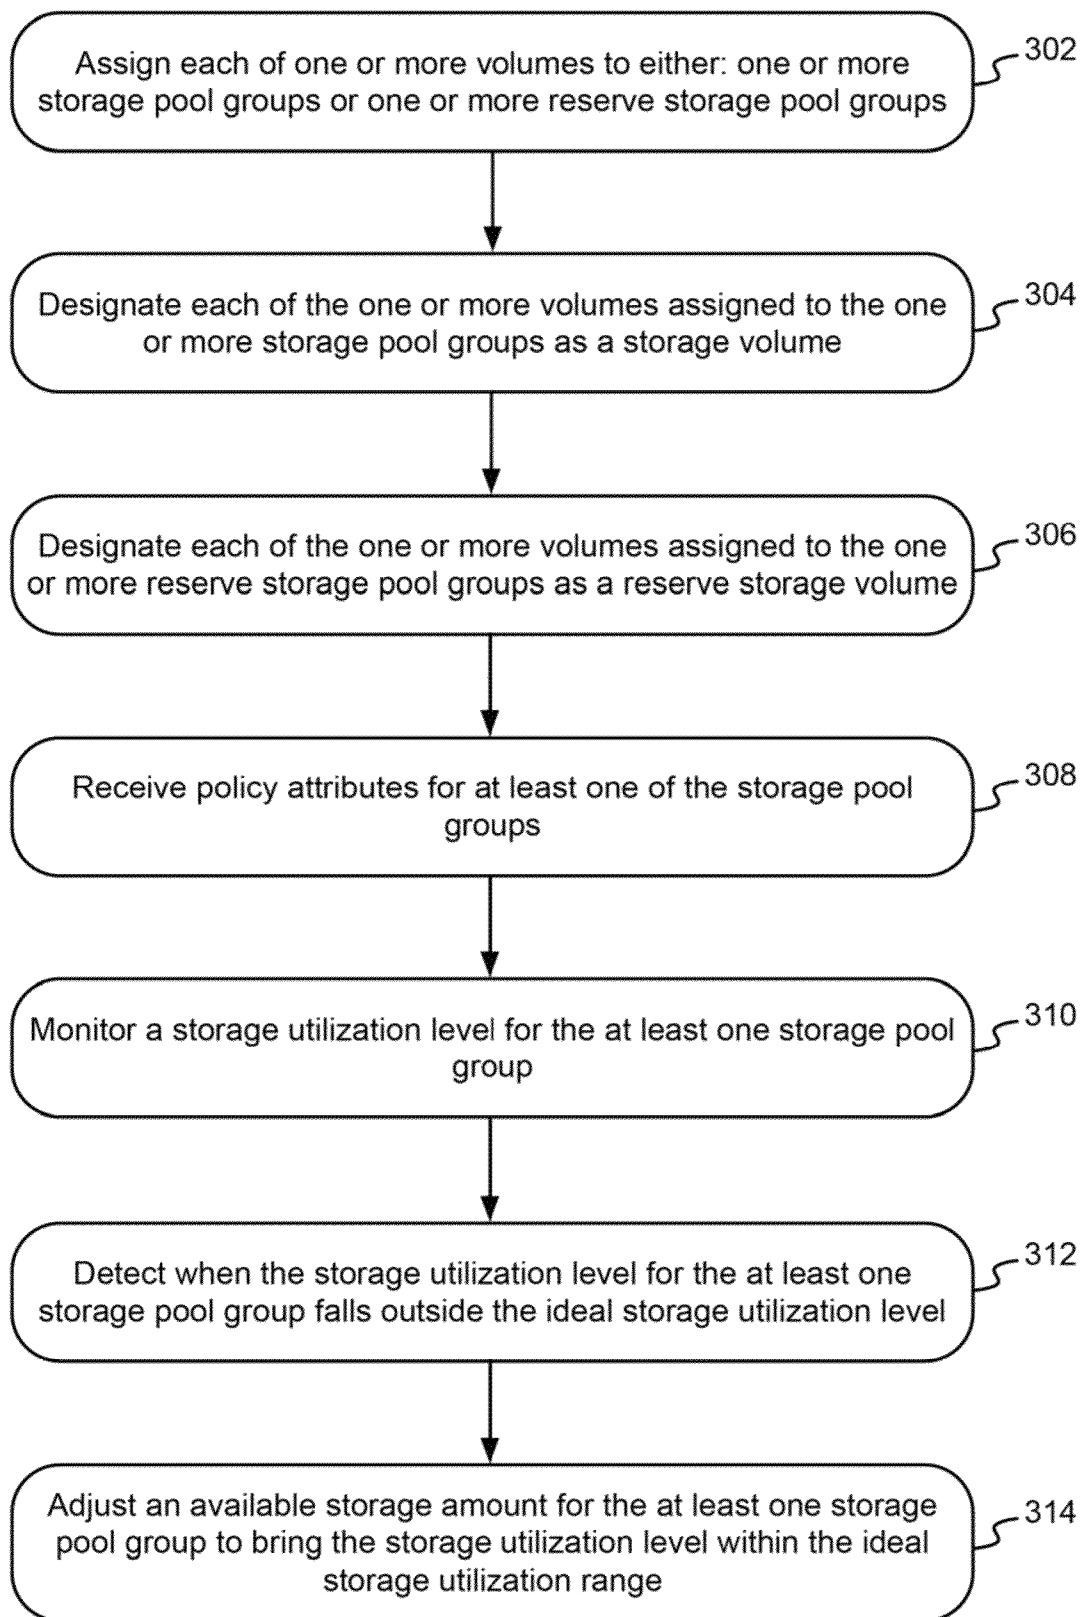 Assign each of one or more volumes to either: one or more
storage pool groups or one or more reserve storage pool groups
302
Designate each of the one or more volumes assigned to the one
or more storage pool groups as a storage volume
304
Designate each of the one or more volumes assigned to the one
or more reserve storage pool groups as a reserve storage volume
306
Receive policy attributes for at least one of the storage pool
groups
308
Monitor a storage utilization level for the at least one storage pool
group
310
Detect when the storage utilization level for the at least one
storage pool group falls outside the ideal storage utilization level
312
Adjust an available storage amount for the at least one storage
pool group to bring the storage utilization level within the ideal
storage utilization range
314